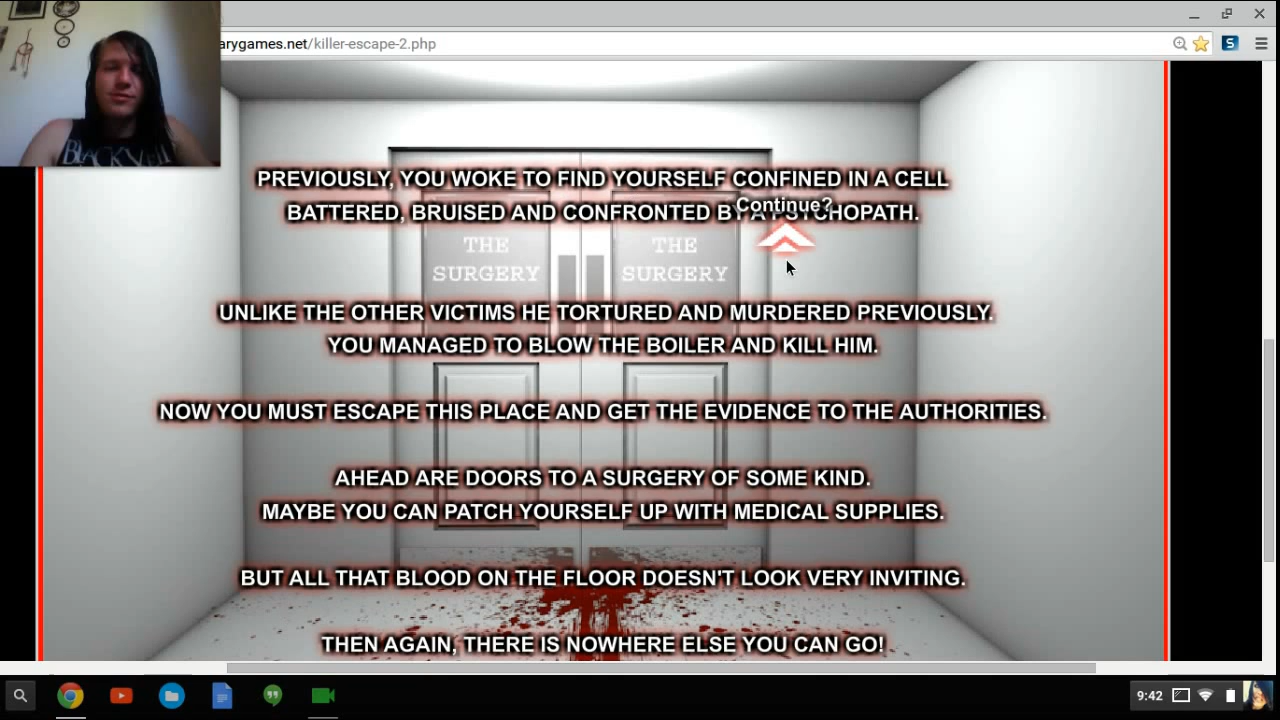 arygames.net/killer-escape-2.php
BLACK VEIL
PREVIOUSLY, YOU WOKE TO FIND YOURSELF CONFINED IN A CELL
Continue?
BATTERED, BRUISED AND CONFRONTED BY A PSYCHOPATH.
THE
SURGERY
THE
SURGERY
UNLIKE THE OTHER VICTIMS HE TORTURED AND MURDERED PREVIOUSLY.
YOU MANAGED TO BLOW THE BOILER AND KILL HIM.
NOW YOU MUST ESCAPE THIS PLACE AND GET THE EVIDENCE TO THE AUTHORITIES.
AHEAD ARE DOORS TO A SURGERY OF SOME KIND.
MAYBE YOU CAN PATCH YOURSELF UP WITH MEDICAL SUPPLIES.
BUT ALL THAT BLOOD ON THE FLOOR DOESN'T LOOK VERY INVITING.
THEN AGAIN, THERE IS NOWHERE ELSE YOU CAN GO!
S
9:42